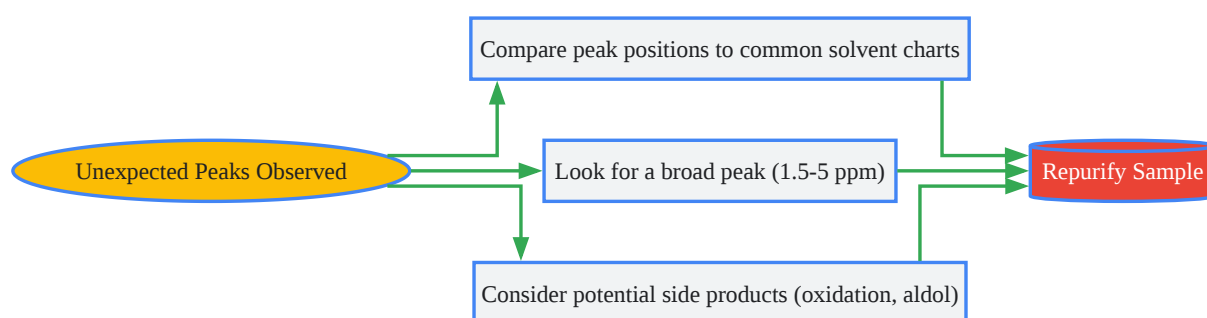 Compare peak positions to common solvent charts
Unexpected Peaks Observed
Look for a broad peak (1.5-5 ppm)
Repurify Sample
Consider potential side products (oxidation, aldol)